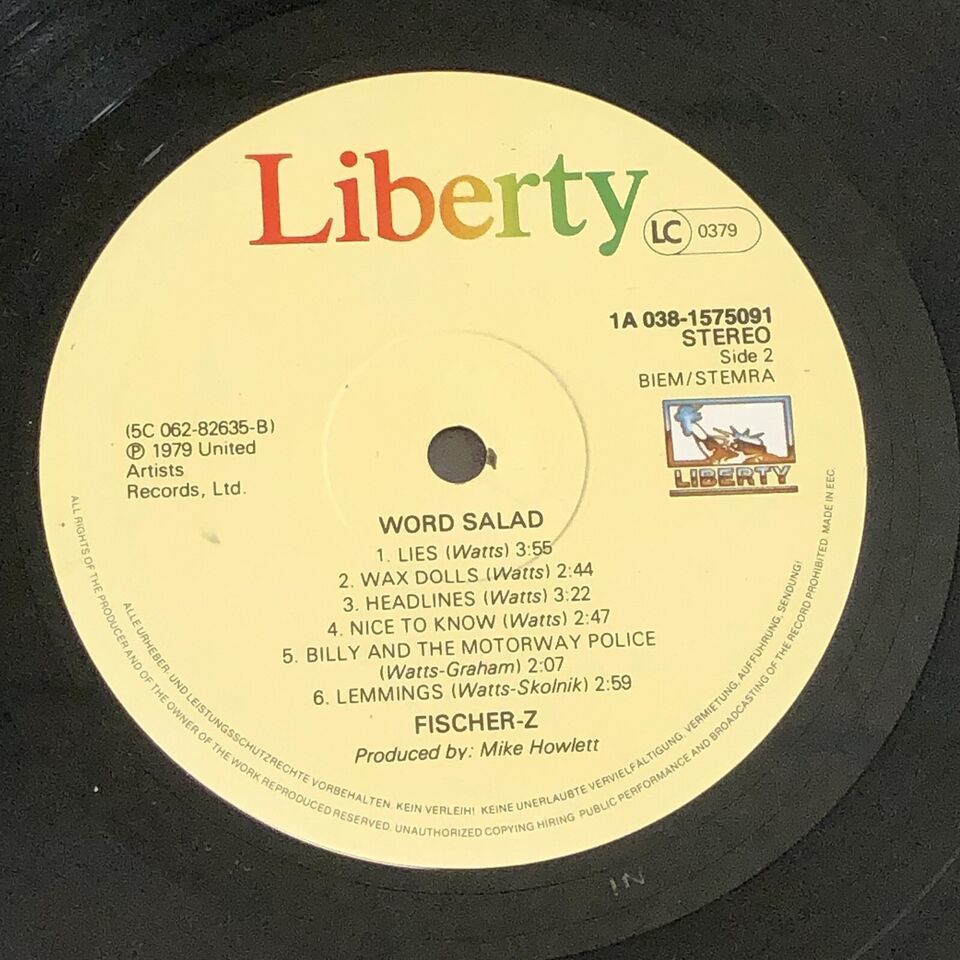 Liberty
LC 0379
1A 038-1575091
STEREO
Side 2
BIEM/STEMRA
LIBERTY
(5C 062-82635-B)
℗ 1979 United
Artists
Records, Ltd.
WORD SALAD
1. LIES (Watts) 3:55
2. WAX DOLLS (Watts) 2:44
3. HEADLINES (Watts) 3:22
4. NICE TO KNOW (Watts) 2:47
5. BILLY AND THE MOTORWAY POLICE
(Watts-Graham) 2:07
6. LEMMINGS (Watts-Skolnik) 2:59
FISCHER-Z
Produced by: Mike Howlett
ALLE URHEBER- UND LEISTUNGSSCHUTZRECHTE VORBEHALTEN. KEIN VERLEIH! KEINE UNERLAUBTE VERVIELFALTIGUNG, VERMIETUNG, AUFFUHRUNG, SENDUNG!
ALL RIGHTS OF THE PRODUCER AND OF THE OWNER OF THE WORK REPRODUCED RESERVED. UNAUTHORIZED COPYING HIRING PUBLIC PERFORMANCE AND BROADCASTING OF THE RECORD PROHIBITED. MADE IN EEC.
IN